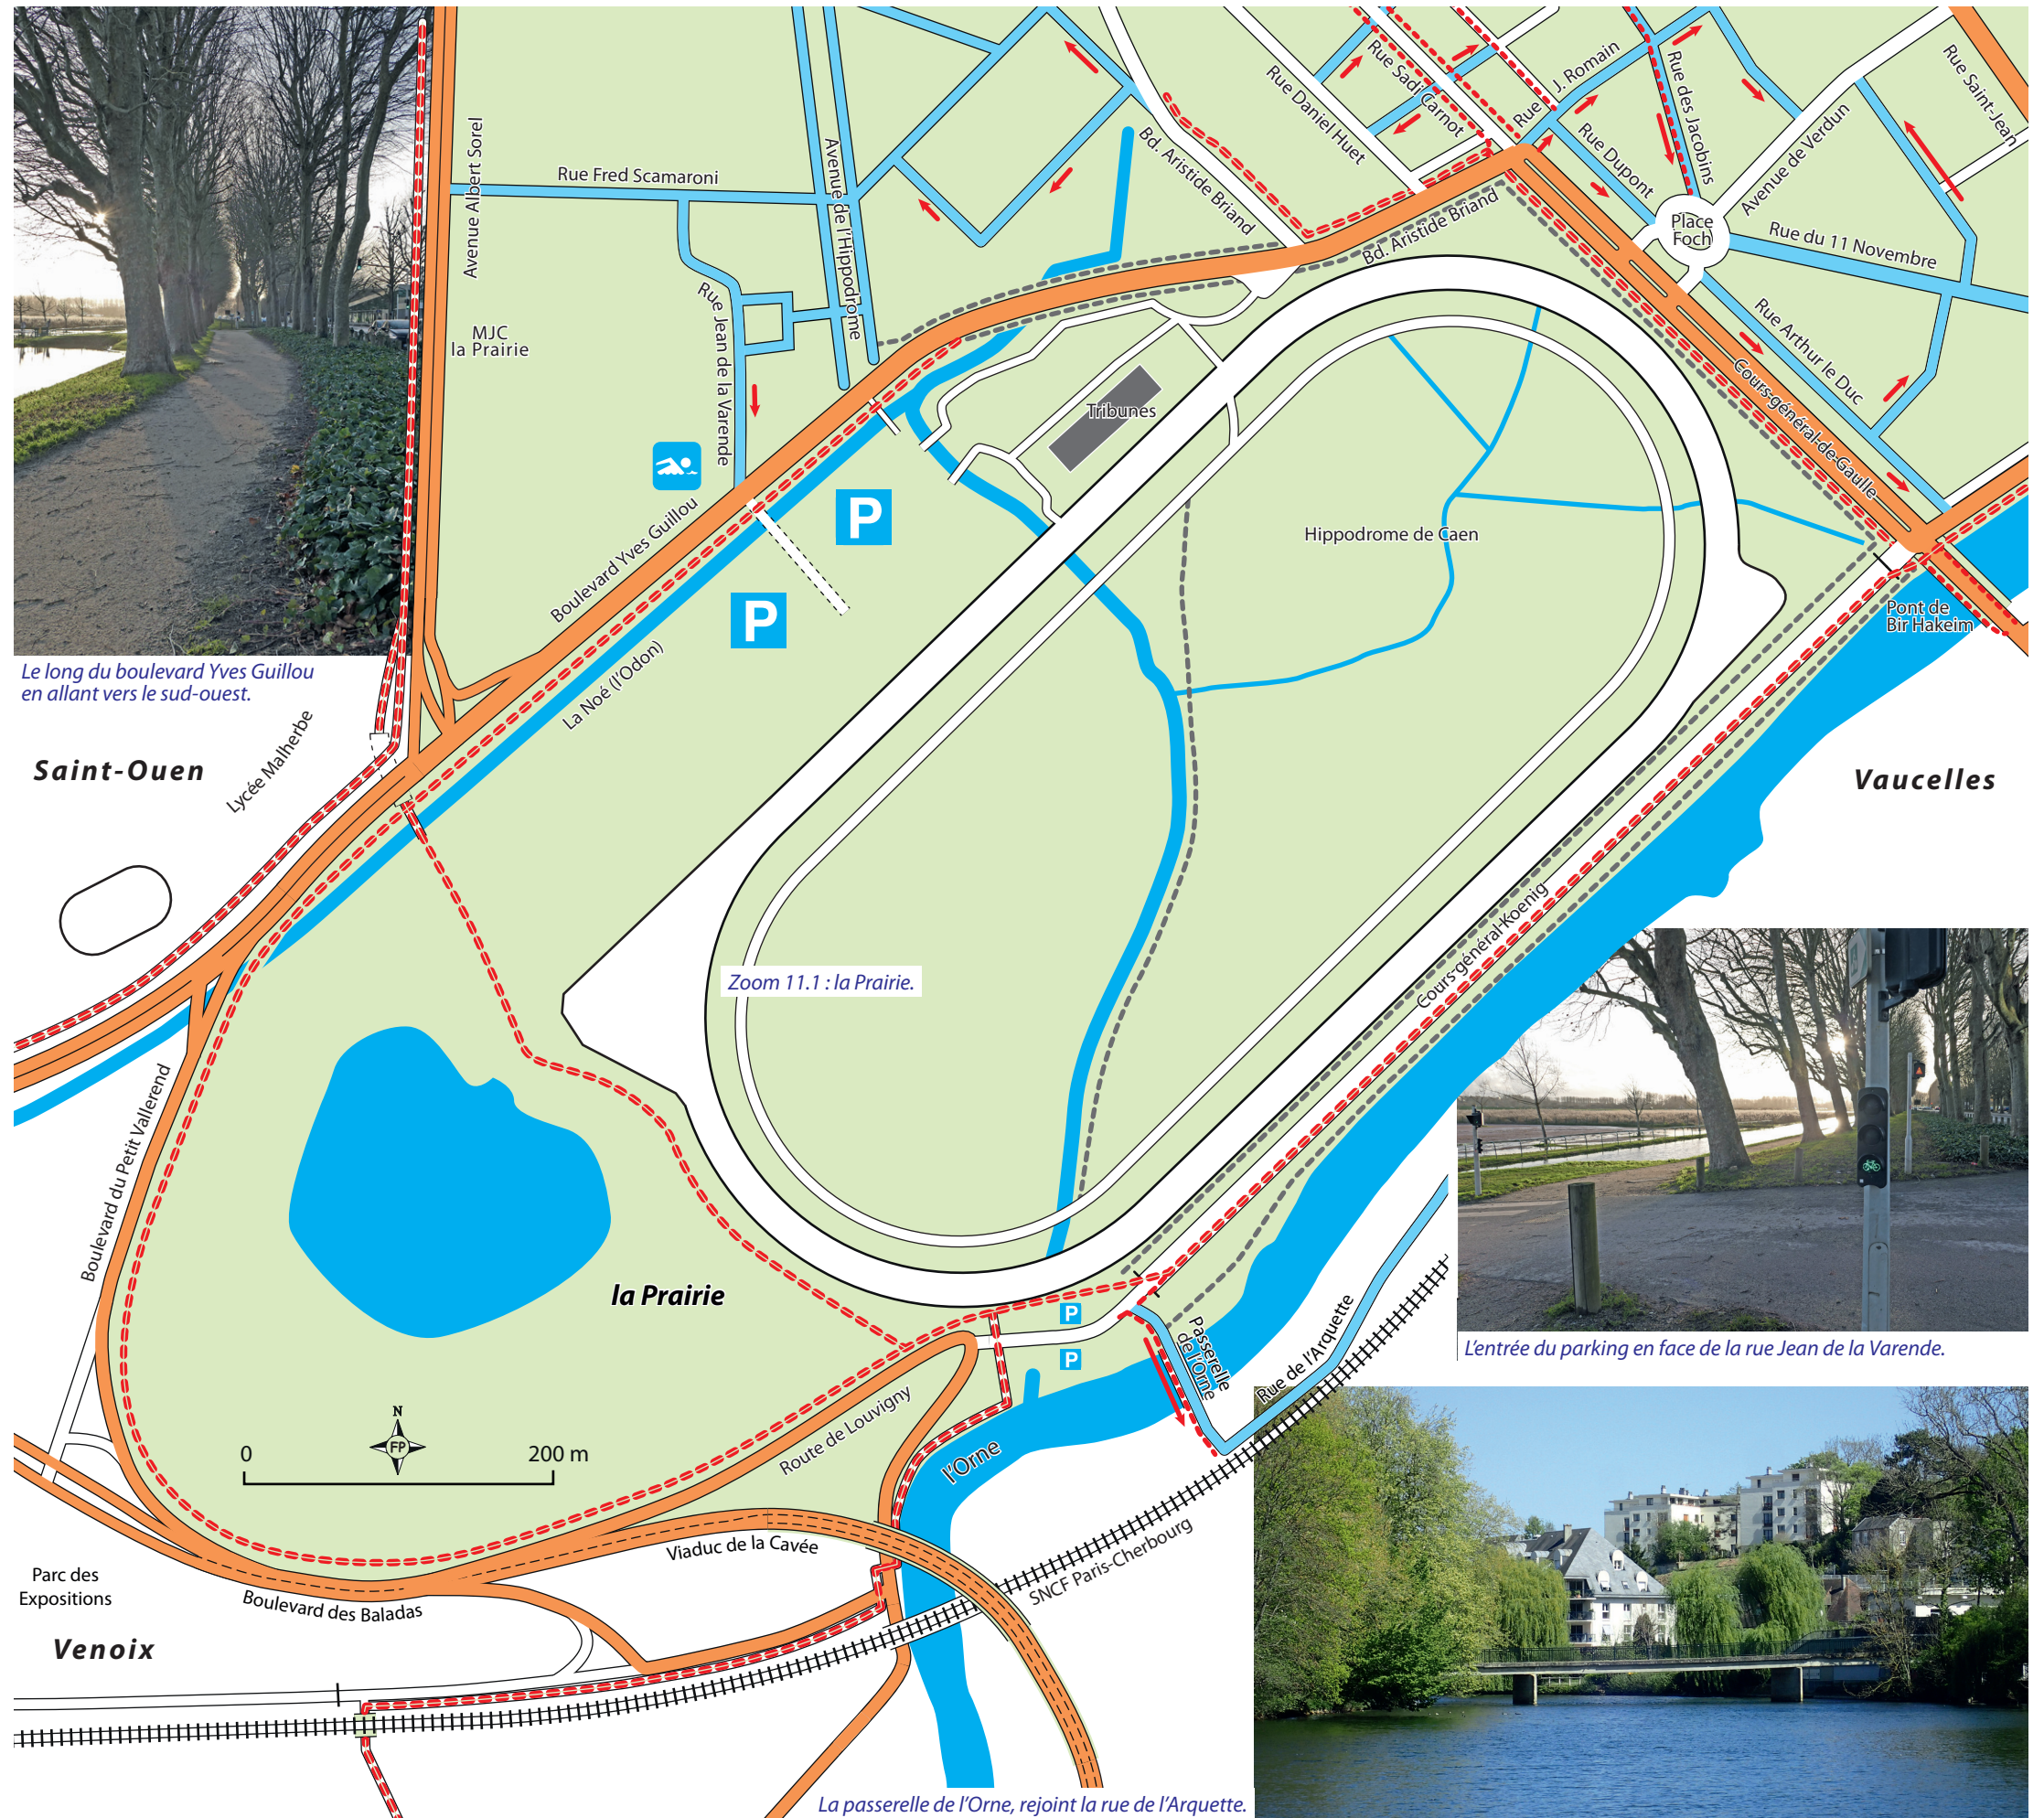 Le long du boulevard Yves Guillou
en allant vers le sud-ouest.
Avenue Albert Sorel
Rue Fred Scamaroni
Avenue de l'Hippodrome
MJC
la Prairie
Rue Jean de la Varende
Bd. Aristide Briand
Rue Daniel Huet
Rue Sadi Carnot
Rue J. Romain
Rue des Jacobins
Rue Dupont
Avenue de Verdun
Rue Saint-Jean
Place
Foch
Rue du 11 Novembre
Bd. Aristide Briand
Rue Arthur le Duc
Cours général-de-Gaulle
Tribunes
P
P
Hippodrome de Caen
Boulevard Yves Guillou
La Noé (l'Odon)
Pont de
Bir Hakeim
Lycée Malherbe
Saint-Ouen
Vaucelles
Cours-général-Koenig
Zoom 11.1 : la Prairie.
Boulevard du Petit Vallerend
la Prairie
P
P
Passerelle
de l'Orne
Rue de l'Arquette
L'entrée du parking en face de la rue Jean de la Varende.
Route de Louvigny
N
FP
0 200 m
l'Orne
Viaduc de la Cavée
SNCF Paris-Cherbourg
Parc des
Expositions
Boulevard des Baladas
Venoix
La passerelle de l'Orne, rejoint la rue de l'Arquette.